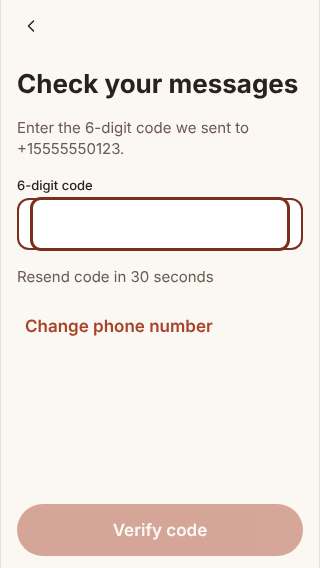 Check your messages
Enter the 6-digit code we sent to
+15555550123.
6-digit code
Resend code in 30 seconds
Change phone number
Verify code